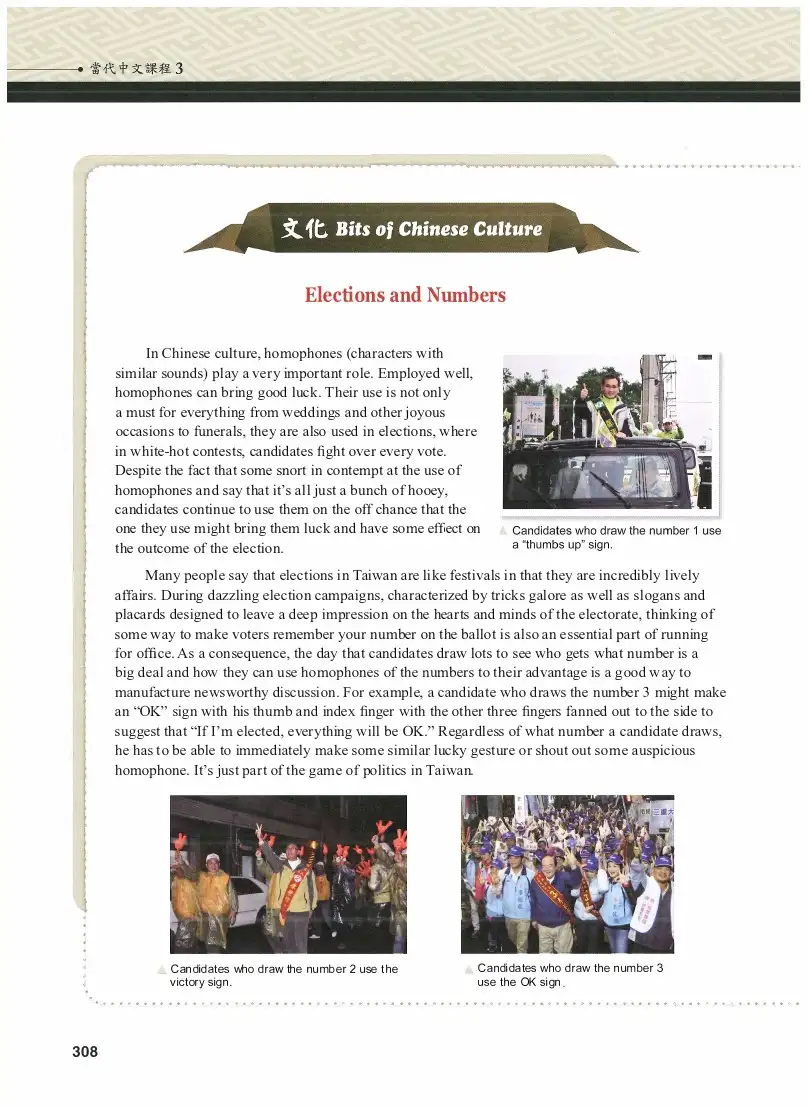 當代中文課程 3
文化 Bits of Chinese Culture
Elections and Numbers
In Chinese culture, homophones (characters with
similar sounds) play a very important role. Employed well,
homophones can bring good luck. Their use is not only
a must for everything from weddings and other joyous
occasions to funerals, they are also used in elections, where
in white-hot contests, candidates fight over every vote.
Despite the fact that some snort in contempt at the use of
homophones and say that it's all just a bunch of hooey,
candidates continue to use them on the off chance that the
one they use might bring them luck and have some effect on
the outcome of the election.
Candidates who draw the number 1 use
a “thumbs up” sign.
Many people say that elections in Taiwan are like festivals in that they are incredibly lively
affairs. During dazzling election campaigns, characterized by tricks galore as well as slogans and
placards designed to leave a deep impression on the hearts and minds of the electorate, thinking of
some way to make voters remember your number on the ballot is also an essential part of running
for office. As a consequence, the day that candidates draw lots to see who gets what number is a
big deal and how they can use homophones of the numbers to their advantage is a good way to
manufacture newsworthy discussion. For example, a candidate who draws the number 3 might make
an “OK” sign with his thumb and index finger with the other three fingers fanned out to the side to
suggest that “If I'm elected, everything will be OK.” Regardless of what number a candidate draws,
he has to be able to immediately make some similar lucky gesture or shout out some auspicious
homophone. It's just part of the game of politics in Taiwan.
三重大
Candidates who draw the number 2 use the
victory sign.
Candidates who draw the number 3
use the OK sign.
308